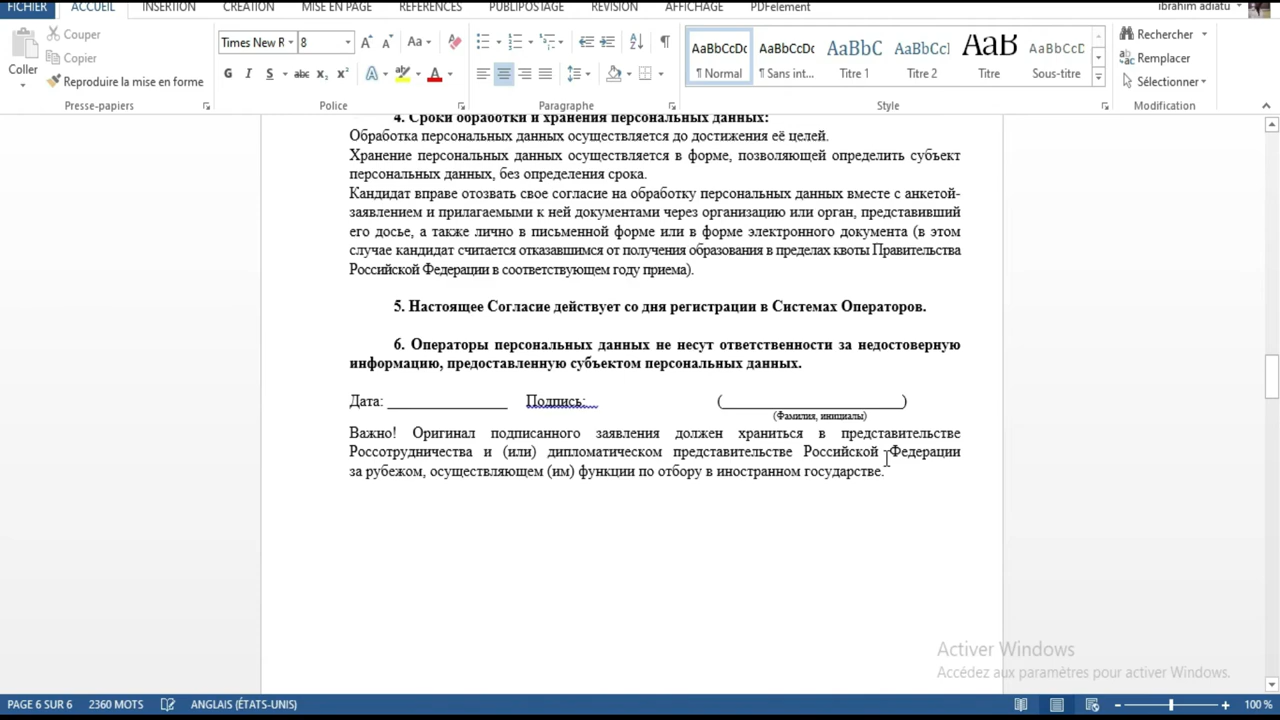 FICHIER ACCUEIL INSERTION CRÉATION MISE EN PAGE RÉFÉRENCES PUBLIPOSTAGE RÉVISION AFFICHAGE PDFelement ibrahim adiatu
Couper
Copier
Reproduire la mise en forme
Coller
Presse-papiers
Times New R 8
Police
Paragraphe
AaBbCcDc AaBbCcDc AaBbC AaBbCcl AaB AaBbCcD
¶ Normal ¶ Sans int... Titre 1 Titre 2 Titre Sous-titre
Style
Rechercher
Remplacer
Sélectionner
Modification
4. Сроки обработки и хранения персональных данных:
Обработка персональных данных осуществляется до достижения её целей.
Хранение персональных данных осуществляется в форме, позволяющей определить субъект
персональных данных, без определения срока.
Кандидат вправе отозвать свое согласие на обработку персональных данных вместе с анкетой-
заявлением и прилагаемыми к ней документами через организацию или орган, представивший
его досье, а также лично в письменной форме или в форме электронного документа (в этом
случае кандидат считается отказавшимся от получения образования в пределах квоты Правительства
Российской Федерации в соответствующем году приема).
5. Настоящее Согласие действует со дня регистрации в Системах Операторов.
6. Операторы персональных данных не несут ответственности за недостоверную
информацию, предоставленную субъектом персональных данных.
Дата: ________________ Подпись: (________________________)
(Фамилия, инициалы)
Важно! Оригинал подписанного заявления должен храниться в представительстве
Россотрудничества и (или) дипломатическом представительстве Российской Федерации
за рубежом, осуществляющем (им) функции по отбору в иностранном государстве.
Activer Windows
Accédez aux paramètres pour activer Windows.
PAGE 6 SUR 6 2360 MOTS ANGLAIS (ÉTATS-UNIS) 100 %